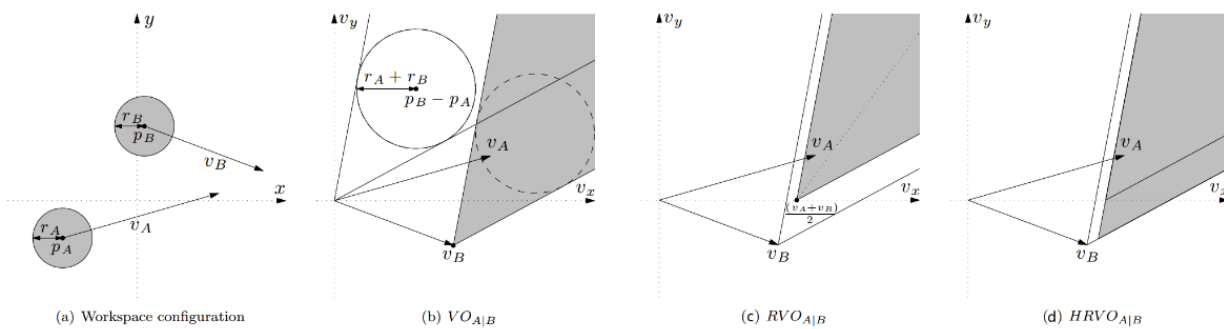 y
r_B
p_B
v_B
x
r_A
p_A
v_A
(a) Workspace configuration
v_y
r_A + r_B
p_B − p_A
v_A
v_x
v_B
(b) VO_{A|B}
v_y
v_A
v_x
(v_A+v_B)
2
v_B
(c) RVO_{A|B}
v_y
v_A
v_x
v_B
(d) HRVO_{A|B}